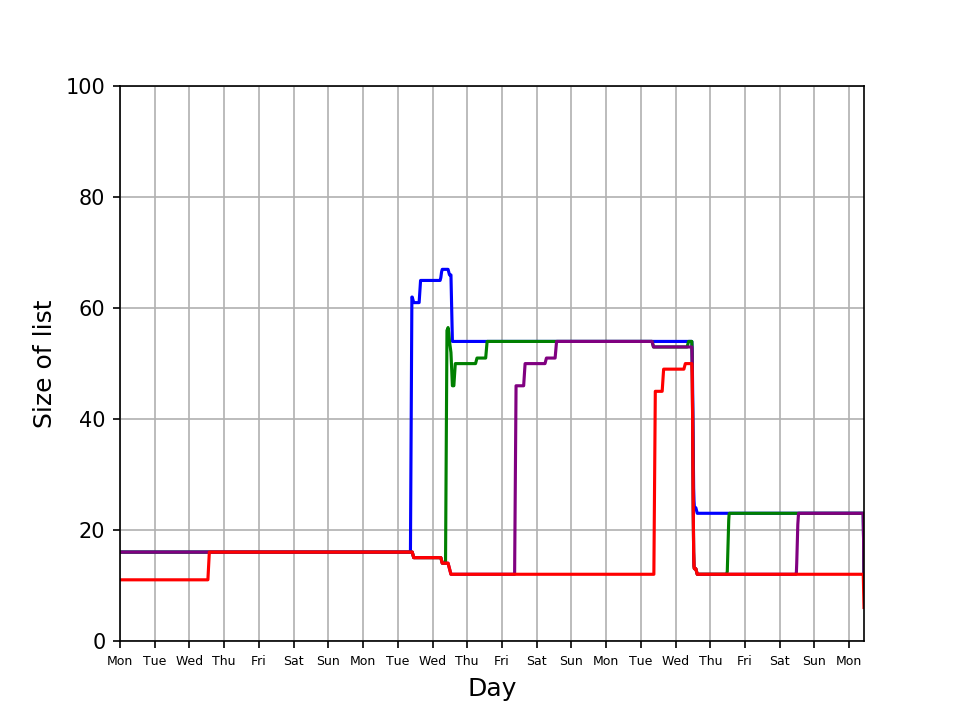 100
80
60
40
20
0
Size of list
Mon Tue Wed Thu Fri Sat Sun Mon Tue Wed Thu Fri Sat Sun Mon Tue Wed Thu Fri Sat Sun Mon
Day